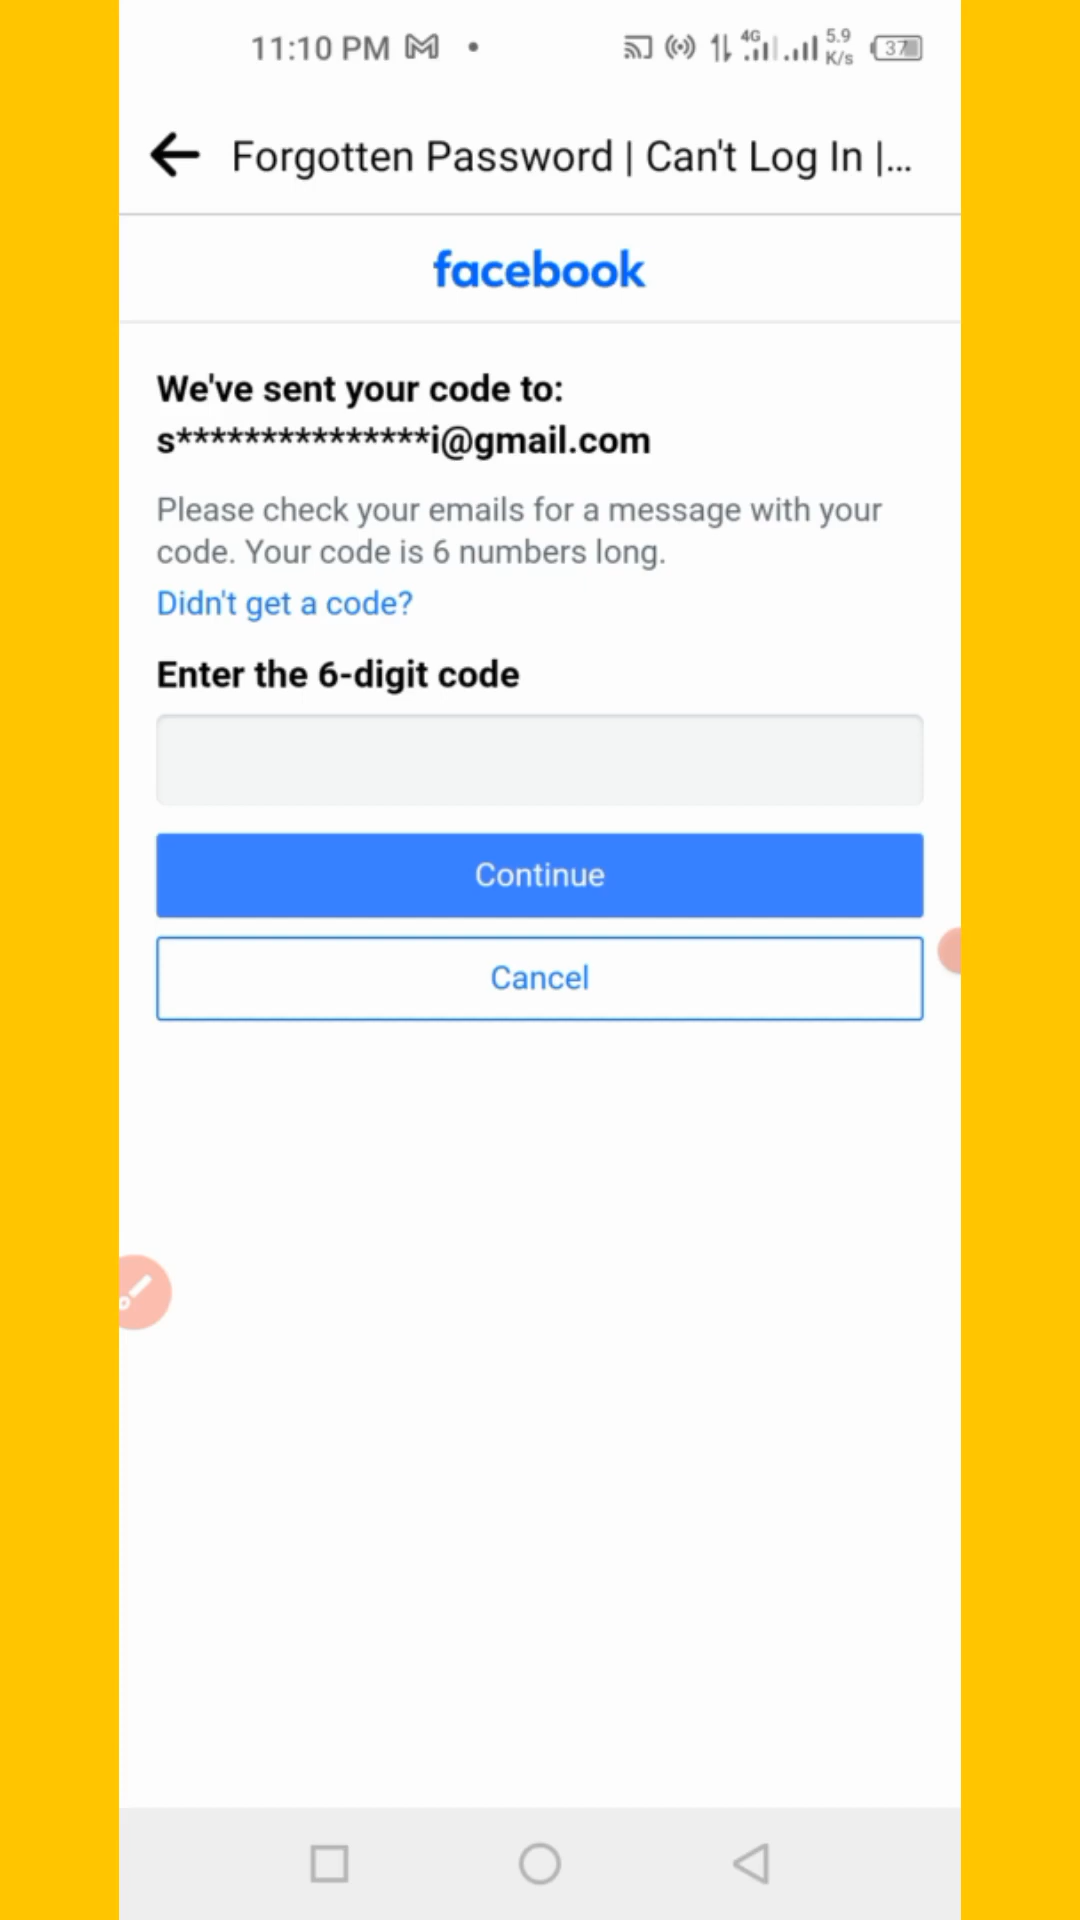 11:10 PM
4G
5.9
K/s
37
Forgotten Password | Can't Log In |...
facebook
We've sent your code to:
s***************i@gmail.com
Please check your emails for a message with your
code. Your code is 6 numbers long.
Didn't get a code?
Enter the 6-digit code
Continue
Cancel